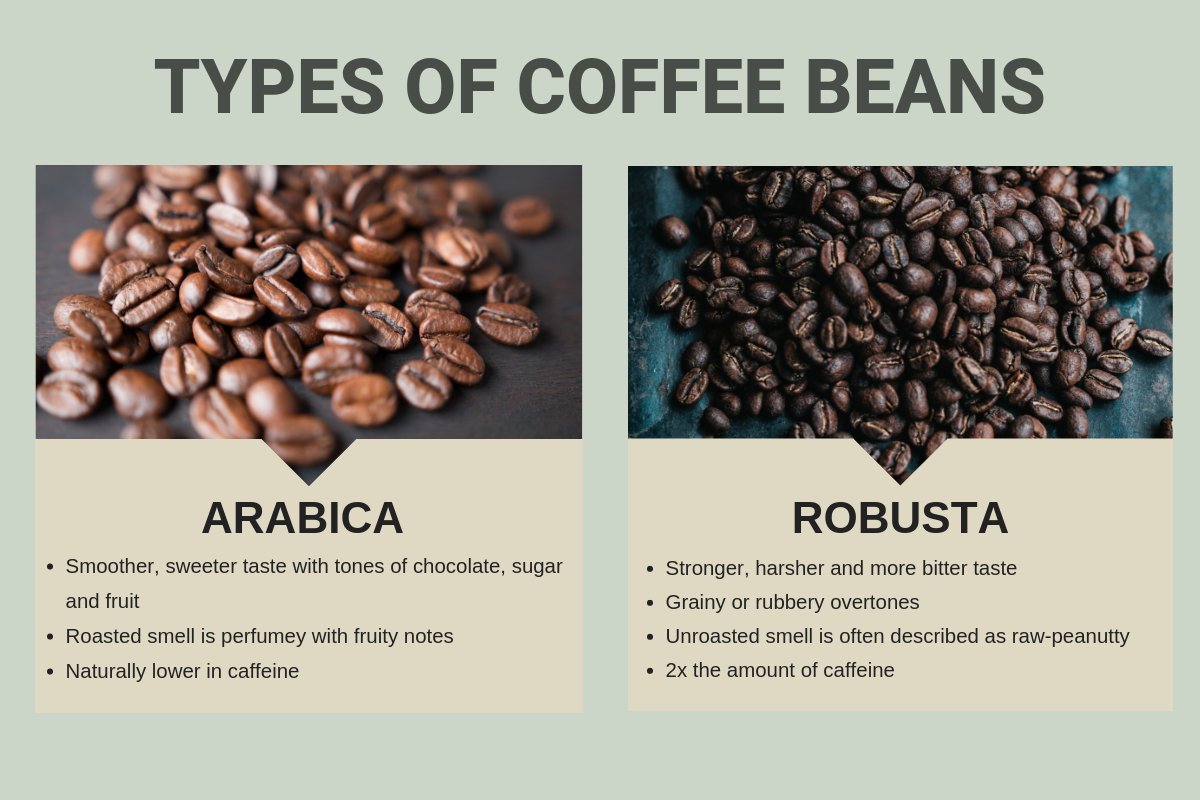 TYPES OF COFFEE BEANS
ARABICA
• Smoother, sweeter taste with tones of chocolate, sugar
and fruit
• Roasted smell is perfumey with fruity notes
• Naturally lower in caffeine
ROBUSTA
• Stronger, harsher and more bitter taste
• Grainy or rubbery overtones
• Unroasted smell is often described as raw-peanutty
• 2x the amount of caffeine